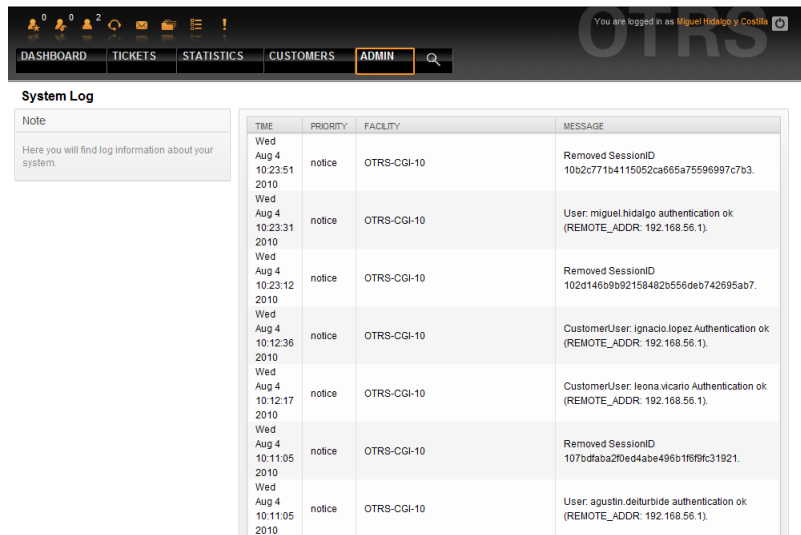 0 0 2
You are logged in as Miguel Hidalgo y Costilla
OTRS
DASHBOARD TICKETS STATISTICS CUSTOMERS ADMIN
System Log
Note
Here you will find log information about your
system.
TIME PRIORITY FACILITY MESSAGE
Wed
Aug 4
10:23:51
2010
notice
OTRS-CGI-10
Removed SessionID
10b2c771b4115052ca665a75596997c7b3.
Wed
Aug 4
10:23:31
2010
notice
OTRS-CGI-10
User: miguel.hidalgo authentication ok
(REMOTE_ADDR: 192.168.56.1).
Wed
Aug 4
10:23:12
2010
notice
OTRS-CGI-10
Removed SessionID
102d146b9b92158482b556deb742695ab7.
Wed
Aug 4
10:12:36
2010
notice
OTRS-CGI-10
CustomerUser: ignacio.lopez Authentication ok
(REMOTE_ADDR: 192.168.56.1).
Wed
Aug 4
10:12:17
2010
notice
OTRS-CGI-10
CustomerUser: leona.vicario Authentication ok
(REMOTE_ADDR: 192.168.56.1).
Wed
Aug 4
10:11:05
2010
notice
OTRS-CGI-10
Removed SessionID
107bdfaba2f0ed4abe496b1f6f9fc31921.
Wed
Aug 4
10:11:05
2010
notice
OTRS-CGI-10
User: agustin.deiturbide authentication ok
(REMOTE_ADDR: 192.168.56.1).